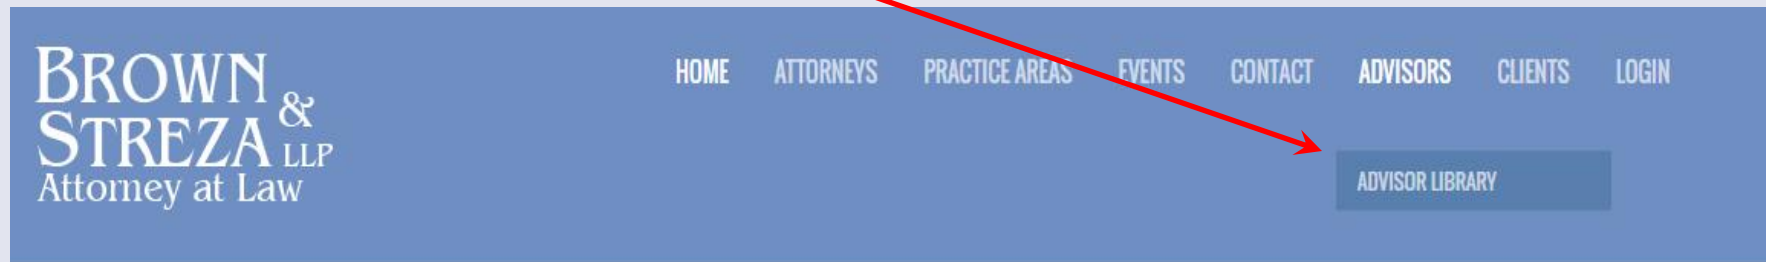 BROWN &
STREZA LLP
Attorney at Law
HOME ATTORNEYS PRACTICE AREAS EVENTS CONTACT ADVISORS CLIENTS LOGIN
ADVISOR LIBRARY